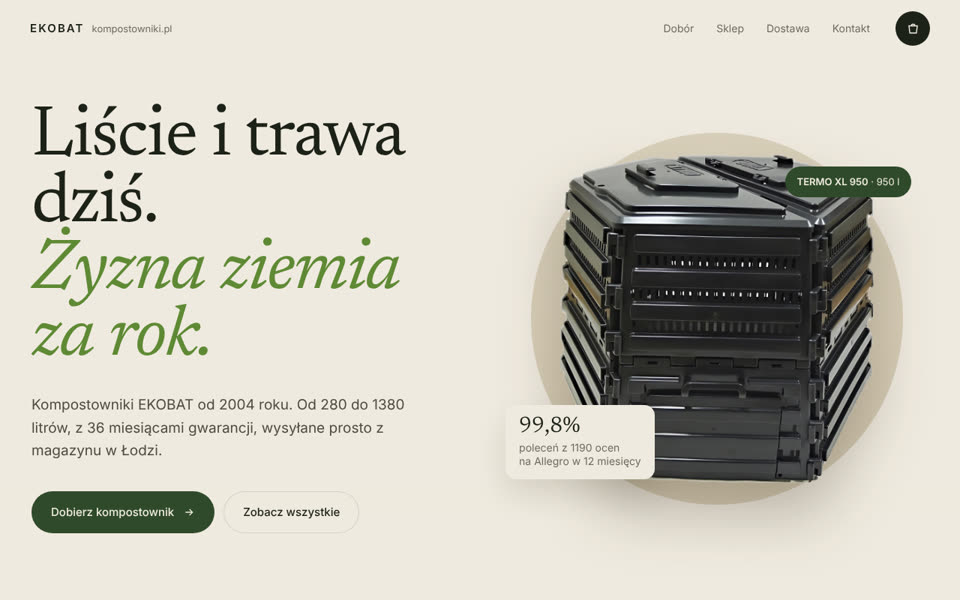 EKOBAT kompostowniki.pl
Dobór Sklep Dostawa Kontakt
Liście i trawa
dziś.
Żyzna ziemia
za rok.
Kompostowniki EKOBAT od 2004 roku. Od 280 do 1380
litrów, z 36 miesiącami gwarancji, wysyłane prosto z
magazynu w Łodzi.
Dobierz kompostownik →
Zobacz wszystkie
TERMO XL 950 · 950 l
99,8%
poleceń z 1190 ocen
na Allegro w 12 miesięcy